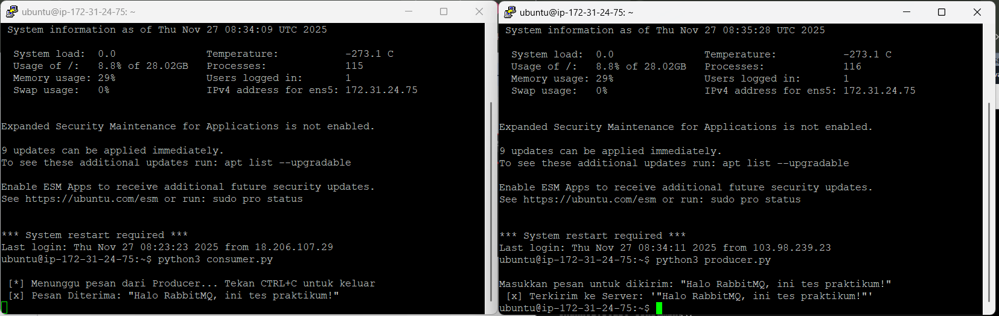 ubuntu@ip-172-31-24-75: ~
System information as of Thu Nov 27 08:34:09 UTC 2025
System load: 0.0 Temperature: -273.1 C
Usage of /: 8.8% of 28.02GB Processes: 115
Memory usage: 29% Users logged in: 1
Swap usage: 0% IPv4 address for ens5: 172.31.24.75
Expanded Security Maintenance for Applications is not enabled.
9 updates can be applied immediately.
To see these additional updates run: apt list --upgradable
Enable ESM Apps to receive additional future security updates.
See https://ubuntu.com/esm or run: sudo pro status
*** System restart required ***
Last login: Thu Nov 27 08:23:23 2025 from 18.206.107.29
ubuntu@ip-172-31-24-75:~$ python3 consumer.py
[*] Menunggu pesan dari Producer... Tekan CTRL+C untuk keluar
[x] Pesan Diterima: "Halo RabbitMQ, ini tes praktikum!"
ubuntu@ip-172-31-24-75: ~
System information as of Thu Nov 27 08:35:28 UTC 2025
System load: 0.0 Temperature: -273.1 C
Usage of /: 8.8% of 28.02GB Processes: 116
Memory usage: 29% Users logged in: 1
Swap usage: 0% IPv4 address for ens5: 172.31.24.75
Expanded Security Maintenance for Applications is not enabled.
9 updates can be applied immediately.
To see these additional updates run: apt list --upgradable
Enable ESM Apps to receive additional future security updates.
See https://ubuntu.com/esm or run: sudo pro status
*** System restart required ***
Last login: Thu Nov 27 08:34:11 2025 from 103.98.239.23
ubuntu@ip-172-31-24-75:~$ python3 producer.py
Masukkan pesan untuk dikirim: "Halo RabbitMQ, ini tes praktikum!"
[x] Terkirim ke Server: '"Halo RabbitMQ, ini tes praktikum!"'
ubuntu@ip-172-31-24-75:~$